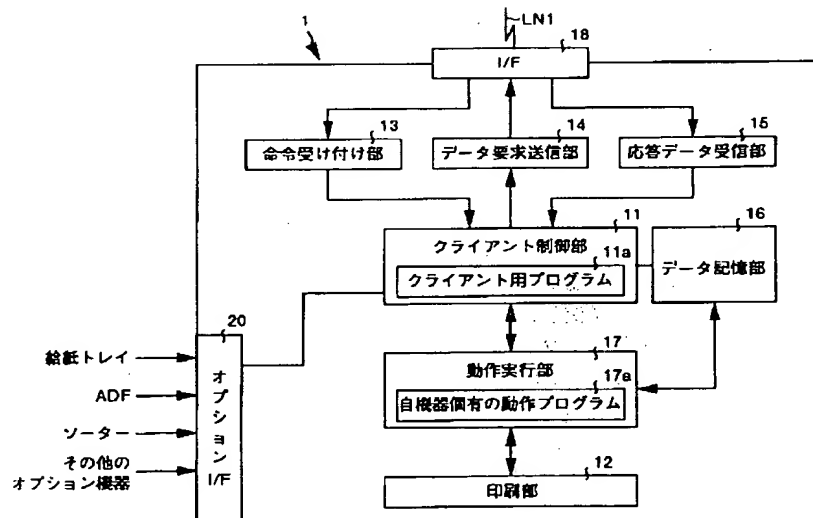 1
LN1
18
I/F
13
命令受け付け部
14
データ要求送信部
15
応答データ受信部
11
クライアント制御部
11a
クライアント用プログラム
16
データ記憶部
20
オプションI/F
給紙トレイ
ADF
ソーター
その他の
オプション機器
17
動作実行部
17a
自機器個有の動作プログラム
12
印刷部